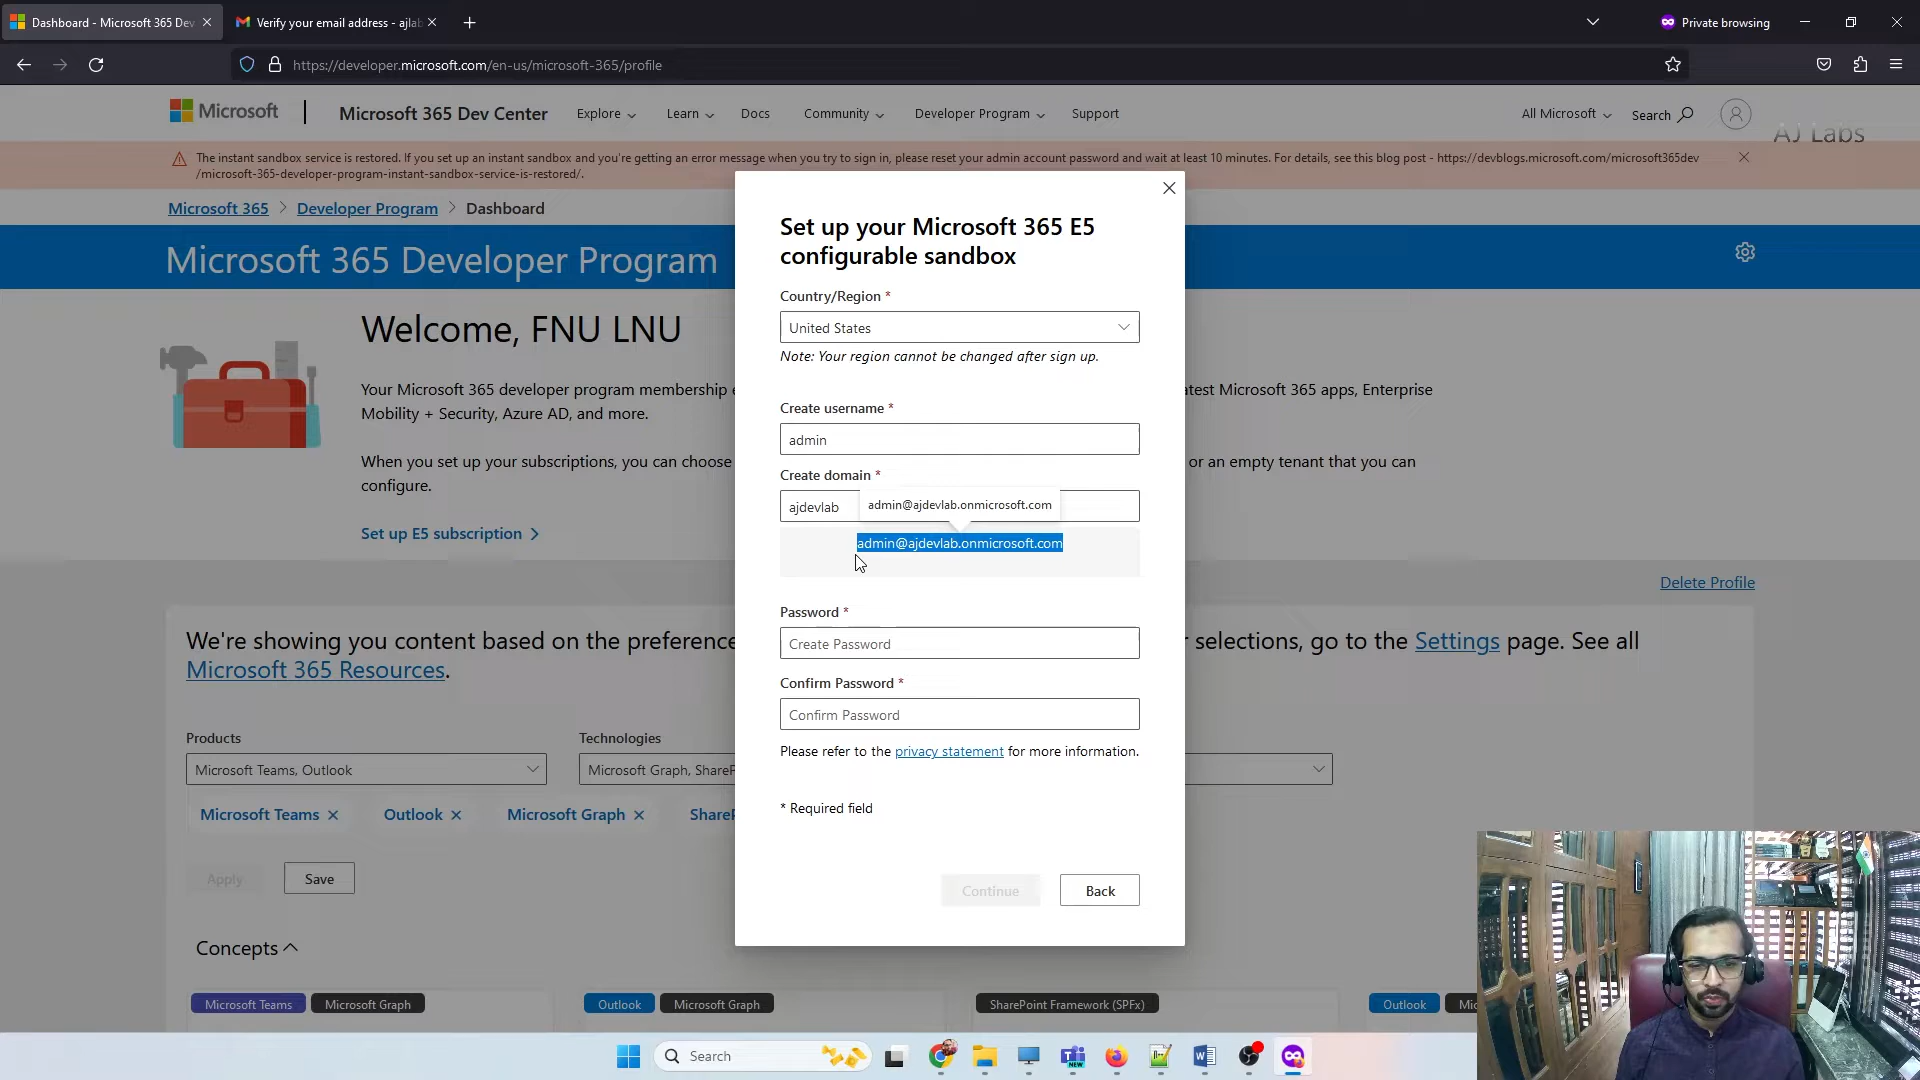 Dashboard - Microsoft 365 Dev
Verify your email address - ajlab
Private browsing
https://developer.microsoft.com/en-us/microsoft-365/profile
Microsoft
Microsoft 365 Dev Center
Explore
Learn
Docs
Community
Developer Program
Support
All Microsoft
Search
AJ Labs
The instant sandbox service is restored. If you set up an instant sandbox and you're getting an error message when you try to sign in, please reset your admin account password and wait at least 10 minutes. For details, see this blog post - https://devblogs.microsoft.com/microsoft365dev
/microsoft-365-developer-program-instant-sandbox-service-is-restored/.
Microsoft 365 > Developer Program > Dashboard
Microsoft 365 Developer Program
Welcome, FNU LNU
Your Microsoft 365 developer program membership e
atest Microsoft 365 apps, Enterprise
Mobility + Security, Azure AD, and more.
When you set up your subscriptions, you can choose
or an empty tenant that you can
configure.
Set up E5 subscription >
Delete Profile
We're showing you content based on the preference
r selections, go to the Settings page. See all
Microsoft 365 Resources.
Products
Technologies
Microsoft Teams, Outlook
Microsoft Graph, ShareP
Microsoft Teams
Outlook
Microsoft Graph
ShareP
Apply
Save
Concepts
Microsoft Teams
Microsoft Graph
Outlook
Microsoft Graph
SharePoint Framework (SPFx)
Outlook
Mic
Set up your Microsoft 365 E5
configurable sandbox
Country/Region *
United States
Note: Your region cannot be changed after sign up.
Create username *
admin
Create domain *
ajdevlab
admin@ajdevlab.onmicrosoft.com
admin@ajdevlab.onmicrosoft.com
Password *
Create Password
Confirm Password *
Confirm Password
Please refer to the privacy statement for more information.
* Required field
Continue
Back
Search
NEW